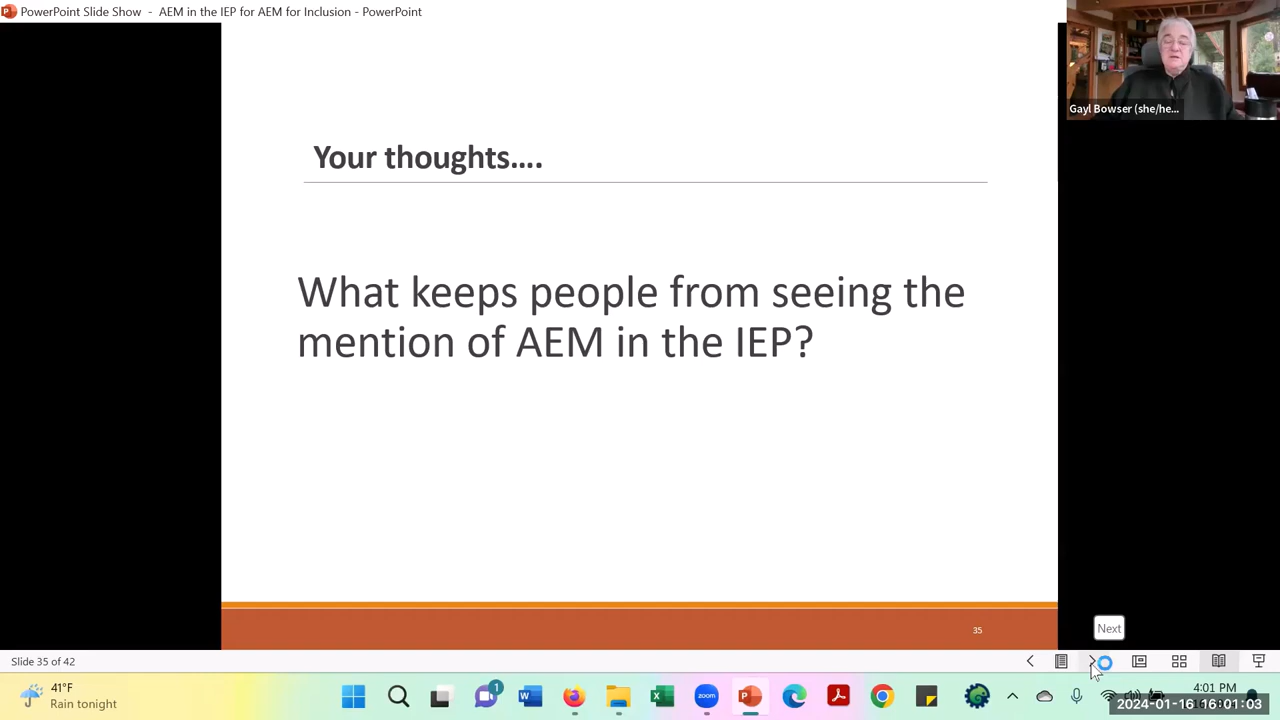 PowerPoint Slide Show - AEM in the IEP for AEM for Inclusion - PowerPoint
Gayl Bowser (she/he...
Your thoughts....
What keeps people from seeing the
mention of AEM in the IEP?
35
Next
Slide 35 of 42
41°F
Rain tonight
1
zoom
4:01 PM
2024-01-16 16:01:03